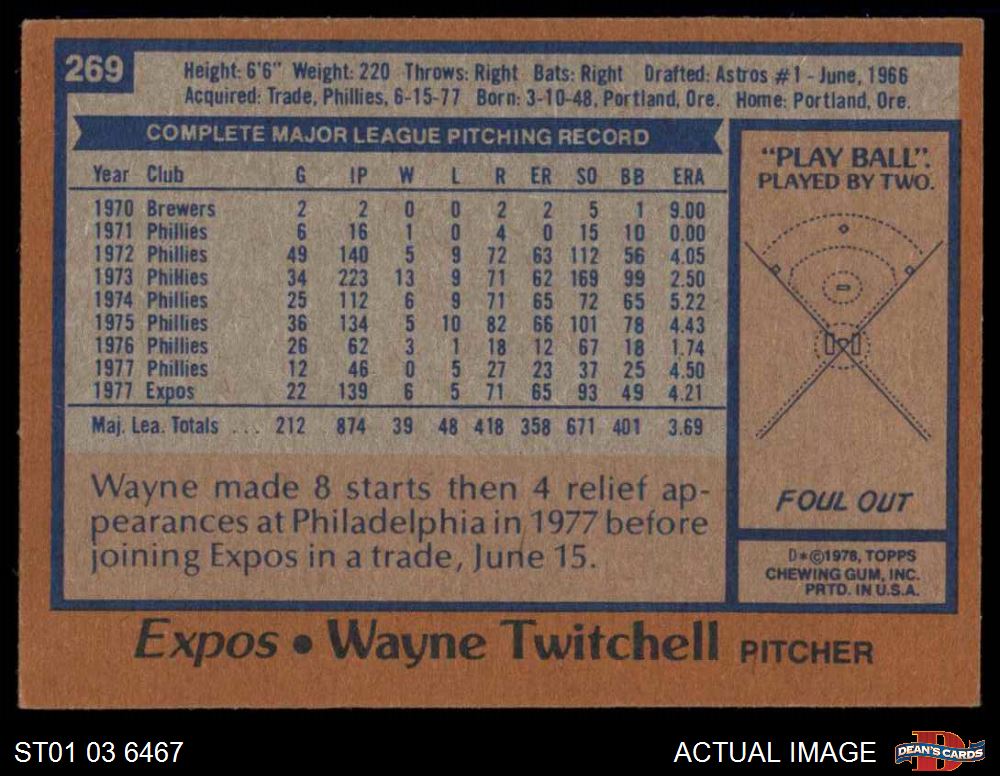 269
Height: 6'6" Weight: 220 Throws: Right Bats: Right Drafted: Astros #1 - June, 1966
Acquired: Trade, Phillies, 6-15-77 Born: 3-10-48, Portland, Ore. Home: Portland, Ore.
COMPLETE MAJOR LEAGUE PITCHING RECORD
Year Club G IP W L R ER SO BB ERA
1970 Brewers 2 2 0 0 2 2 5 1 9.00
1971 Phillies 6 16 1 0 4 0 15 10 0.00
1972 Phillies 49 140 5 9 72 63 112 56 4.05
1973 Phillies 34 223 13 9 71 62 169 99 2.50
1974 Phillies 25 112 6 9 71 65 72 65 5.22
1975 Phillies 36 134 5 10 82 66 101 78 4.43
1976 Phillies 26 62 3 1 18 12 67 18 1.74
1977 Phillies 12 46 0 5 27 23 37 25 4.50
1977 Expos 22 139 6 5 71 65 93 49 4.21
Maj. Lea. Totals ... 212 874 39 48 418 358 671 401 3.69
Wayne made 8 starts then 4 relief ap-
pearances at Philadelphia in 1977 before
joining Expos in a trade, June 15.
"PLAY BALL".
PLAYED BY TWO.
FOUL OUT
D*©1978, TOPPS
CHEWING GUM, INC.
PRTD. IN U.S.A.
Expos • Wayne Twitchell PITCHER
ST01 03 6467
ACTUAL IMAGE
D
DEAN'S CARDS